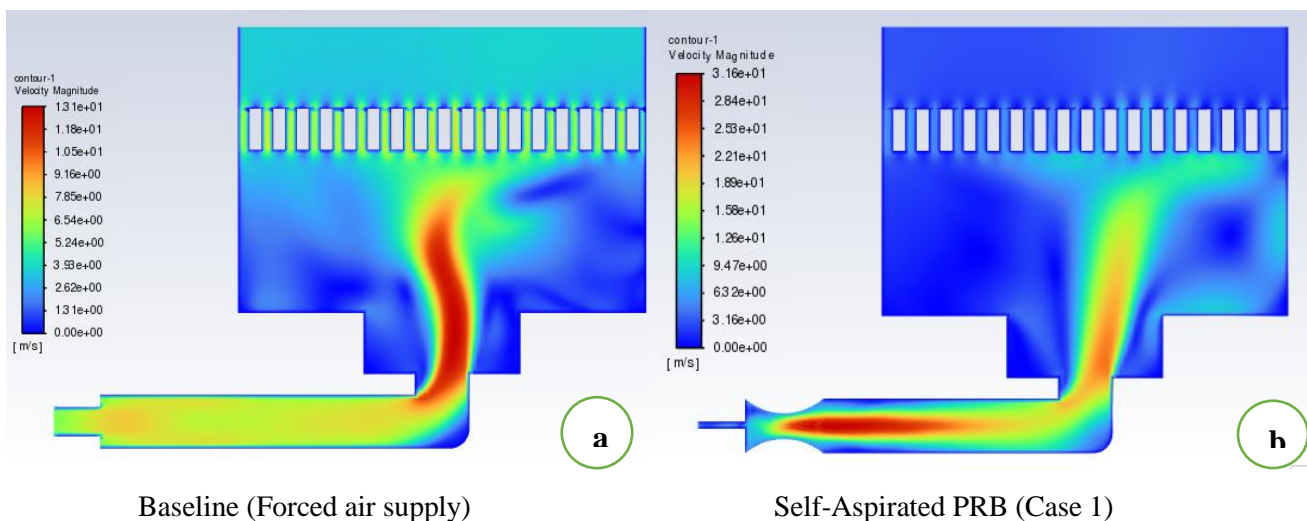 contour-1
Velocity Magnitude
1.31e+01
1.18e+01
1.05e+01
9.16e+00
7.85e+00
6.54e+00
5.24e+00
3.93e+00
2.62e+00
1.31e+00
0.00e+00
[ m/s ]
a
contour-1
Velocity Magnitude
3.16e+01
2.84e+01
2.53e+01
2.21e+01
1.89e+01
1.58e+01
1.26e+01
9.47e+00
6.32e+00
3.16e+00
0.00e+00
[ m/s ]
b
Baseline (Forced air supply)
Self-Aspirated PRB (Case 1)